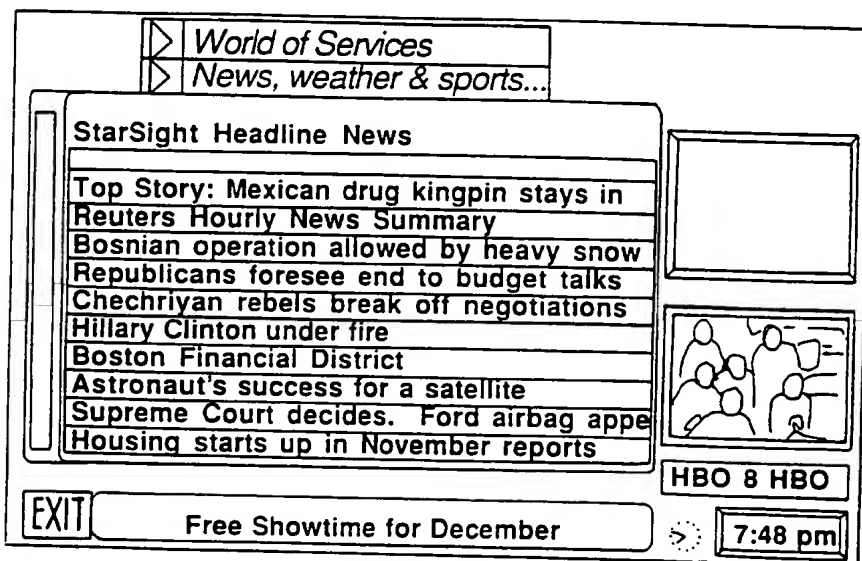 World of Services
News, weather & sports...
StarSight Headline News
Top Story: Mexican drug kingpin stays in
Reuters Hourly News Summary
Bosnian operation allowed by heavy snow
Republicans foresee end to budget talks
Chechriyan rebels break off negotiations
Hillary Clinton under fire
Boston Financial District
Astronaut's success for a satellite
Supreme Court decides. Ford airbag appe
Housing starts up in November reports
HBO 8 HBO
EXIT
Free Showtime for December
7:48 pm